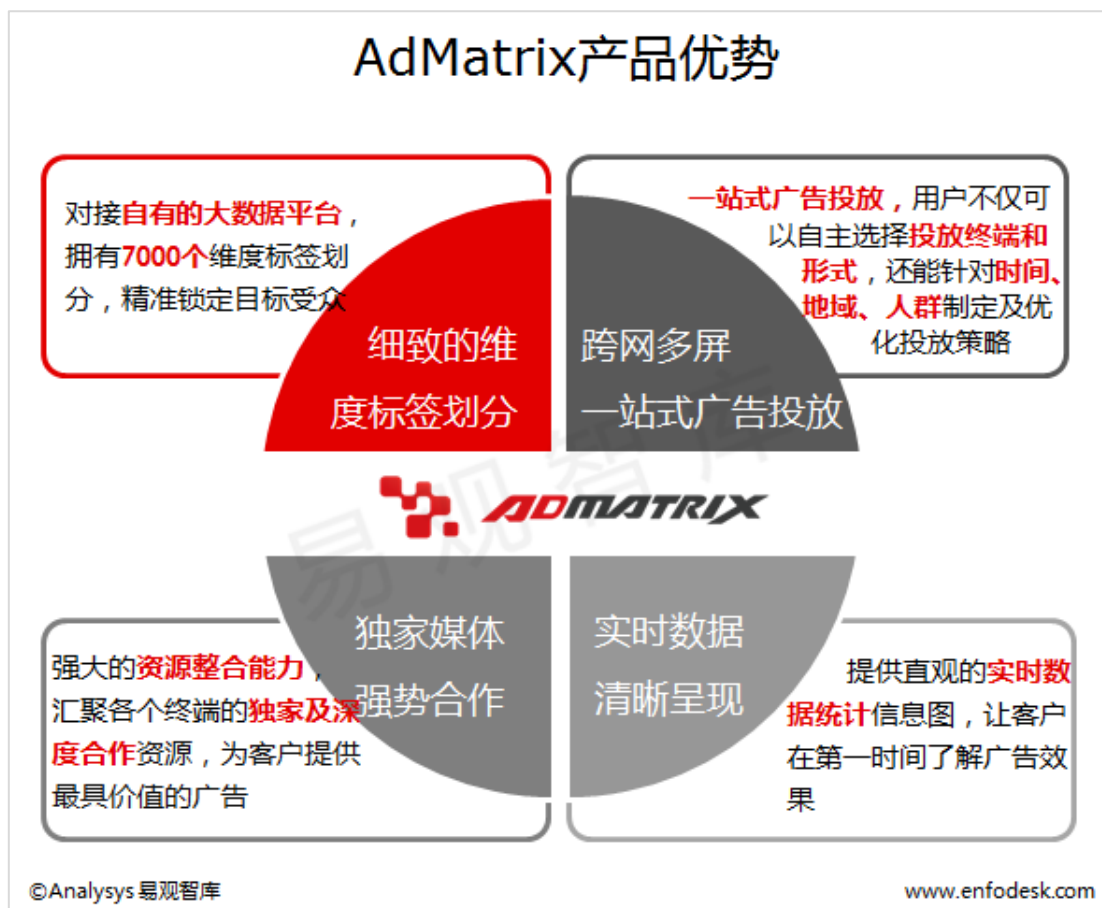 AdMatrix产品优势
对接自有的大数据平台，
拥有7000个维度标签划
分，精准锁定目标受众
细致的维
度标签划分
一站式广告投放，用户不仅可
以自主选择投放终端和
形式，还能针对时间、
地域、人群制定及优
化投放策略
跨网多屏
一站式广告投放
ADMATRIX
易观智库
强大的资源整合能力，
汇聚各个终端的独家及深
度合作资源，为客户提供
最具价值的广告
独家媒体
强势合作
实时数据
清晰呈现
提供直观的实时数
据统计信息图，让客户
在第一时间了解广告效
果
©Analysys 易观智库
www.enfodesk.com